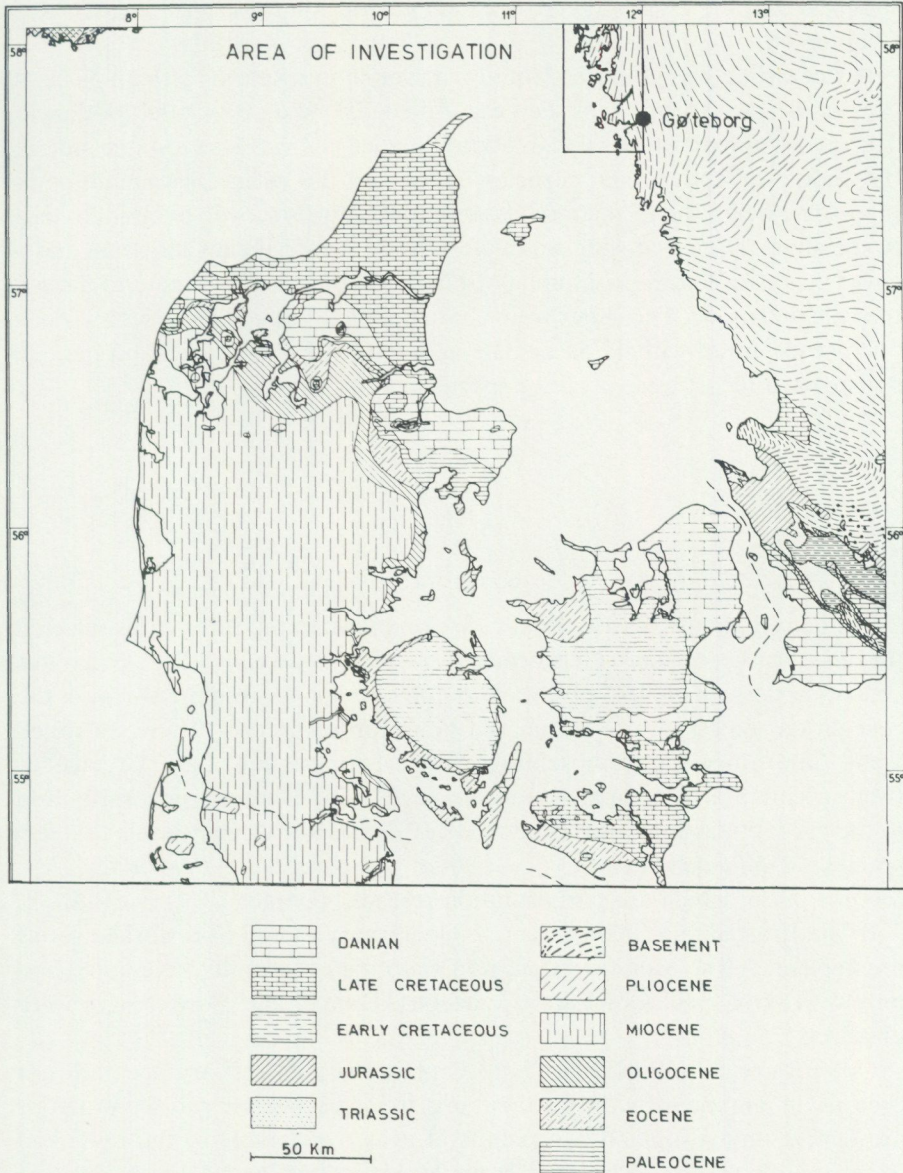 8° 9° 10° 11° 12° 13°
58° AREA OF INVESTIGATION 58°
Gøteborg
57° 57°
56° 56°
55° 55°
DANIAN
LATE CRETACEOUS
EARLY CRETACEOUS
JURASSIC
TRIASSIC
50 Km
BASEMENT
PLIOCENE
MIOCENE
OLIGOCENE
EOCENE
PALEOCENE